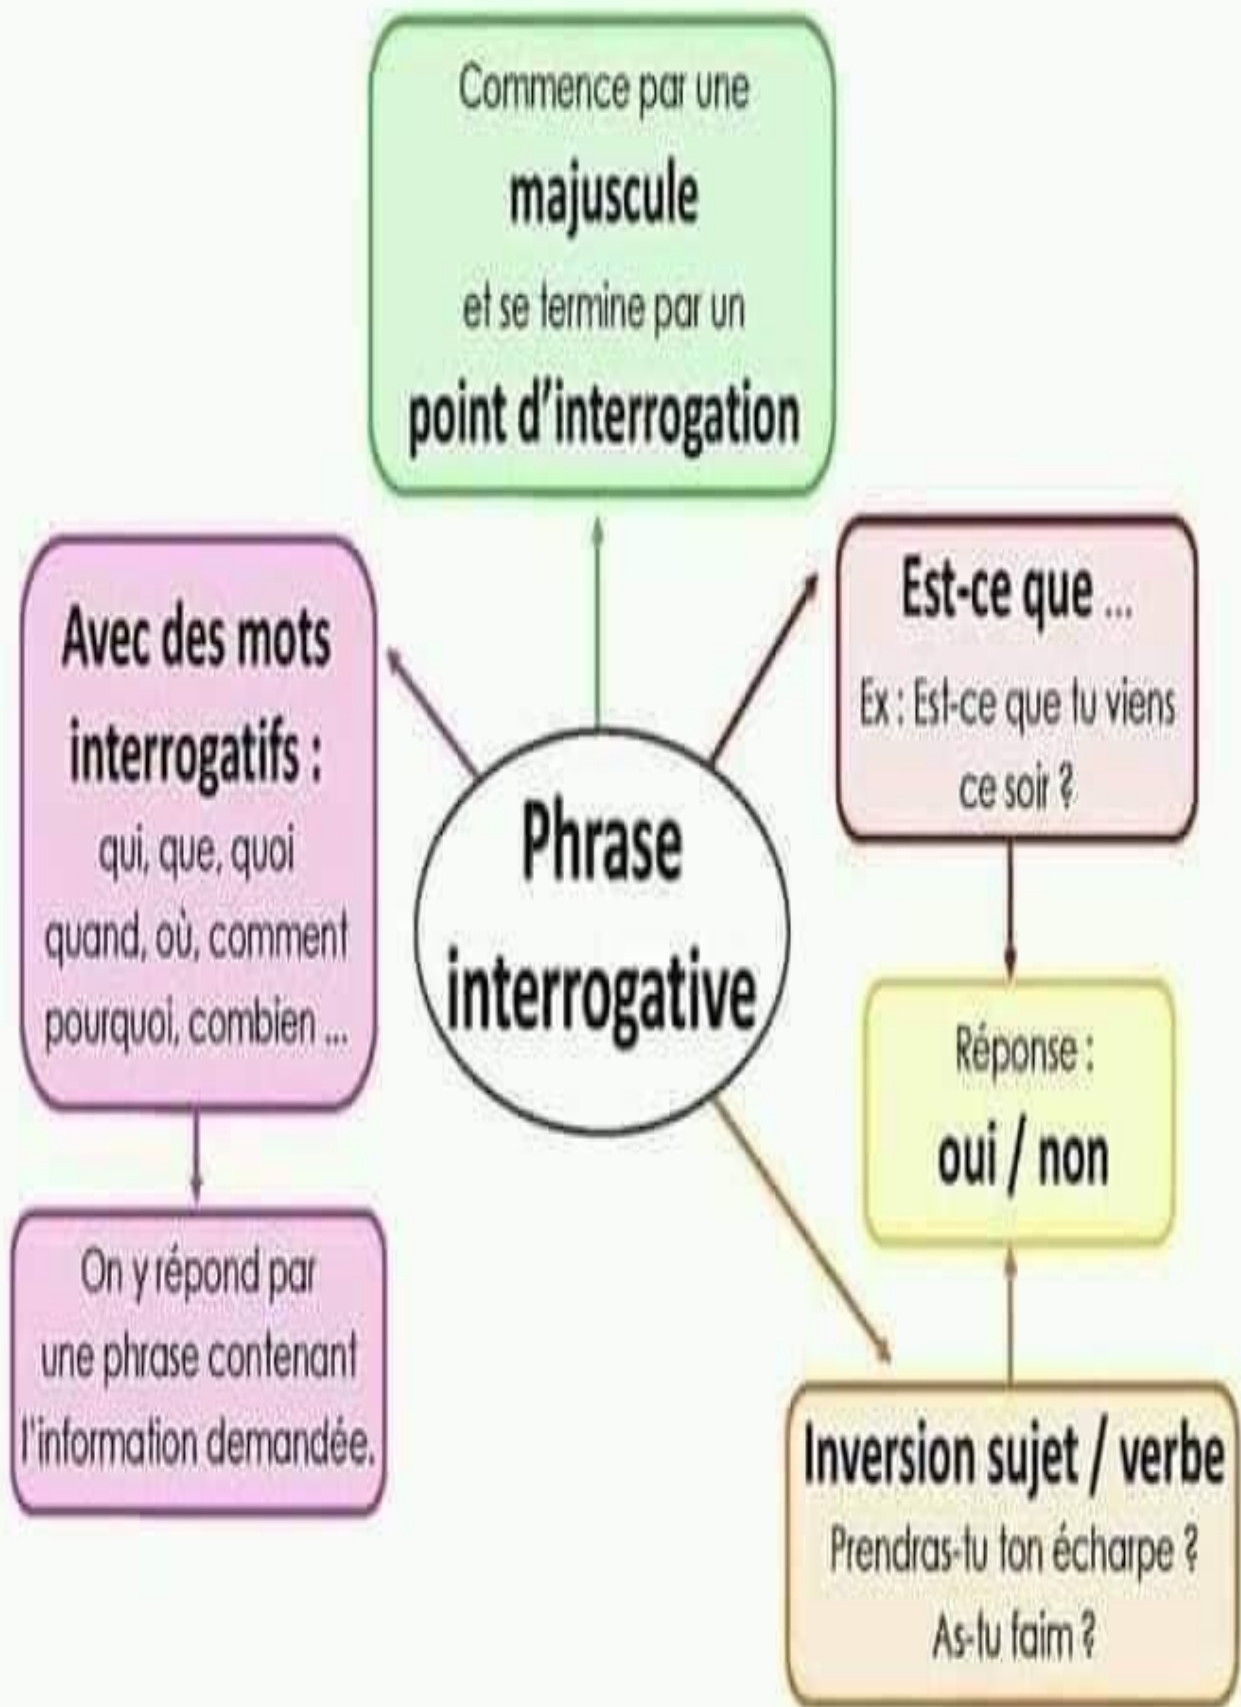 Commence par une
majuscule
et se termine par un
point d'interrogation
Avec des mots
interrogatifs :
qui, que, quoi
quand, où, comment
pourquoi, combien ...
On y répond par
une phrase contenant
l'information demandée.
Phrase
interrogative
Est-ce que ...
Ex : Est-ce que tu viens
ce soir ?
Réponse :
oui / non
Inversion sujet / verbe
Prendras-tu ton écharpe ?
As-tu faim ?